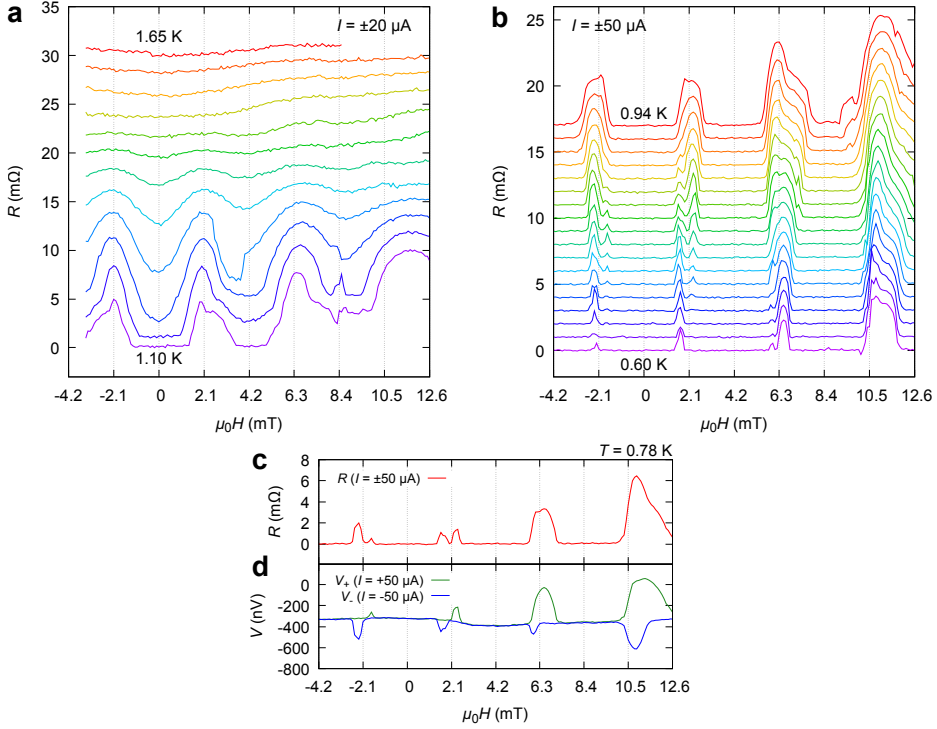 a
I = ±20 µA
1.65 K
1.10 K
R (mΩ)
35
30
25
20
15
10
5
0
-4.2 -2.1 0 2.1 4.2 6.3 8.4 10.5 12.6
µ₀H (mT)
b
I = ±50 µA
0.94 K
0.60 K
R (mΩ)
25
20
15
10
5
0
-4.2 -2.1 0 2.1 4.2 6.3 8.4 10.5 12.6
µ₀H (mT)
c
T = 0.78 K
R (I = ±50 µA)
R (mΩ)
8
6
4
2
0
d
V₊ (I = +50 µA)
V₋ (I = -50 µA)
V (nV)
0
-200
-400
-600
-800
-4.2 -2.1 0 2.1 4.2 6.3 8.4 10.5 12.6
µ₀H (mT)